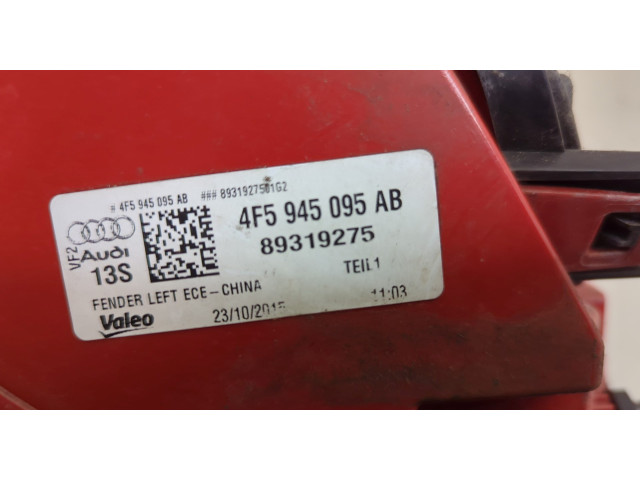 # 4F5 945 095 AB ### 8931927501G2
4F5 945 095 AB
89319275
VF2
Audi
13S
TEIL1
FENDER LEFT ECE-CHINA
Valeo
23/10/2015
11:03